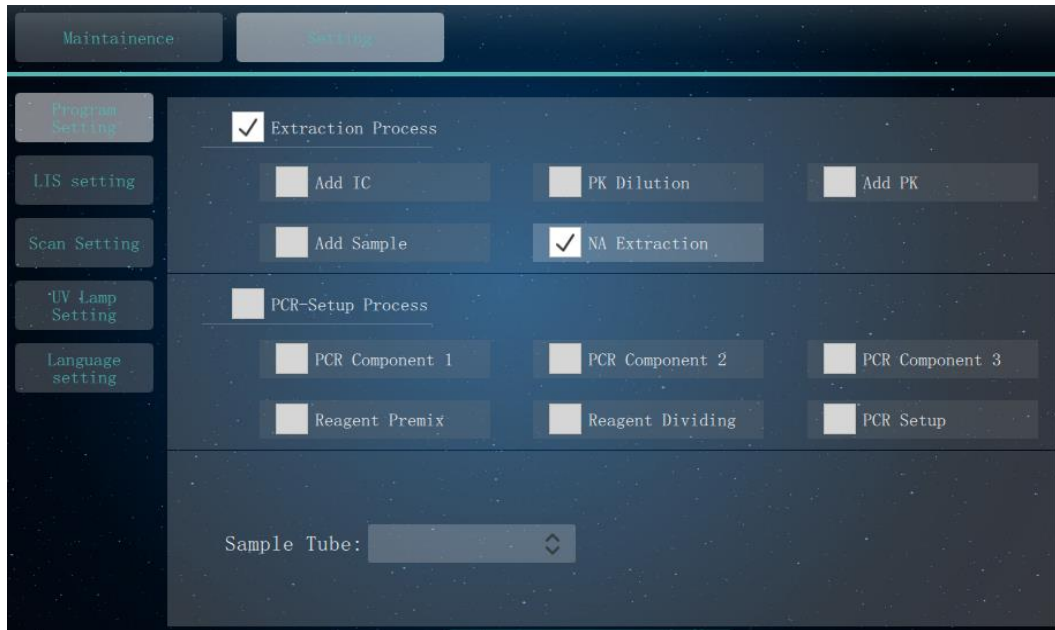 Maintainence
Setting
Program
Setting
LIS setting
Scan Setting
UV Lamp
Setting
Language
setting
Extraction Process
Add IC
PK Dilution
Add PK
Add Sample
NA Extraction
PCR-Setup Process
PCR Component 1
PCR Component 2
PCR Component 3
Reagent Premix
Reagent Dividing
PCR Setup
Sample Tube: